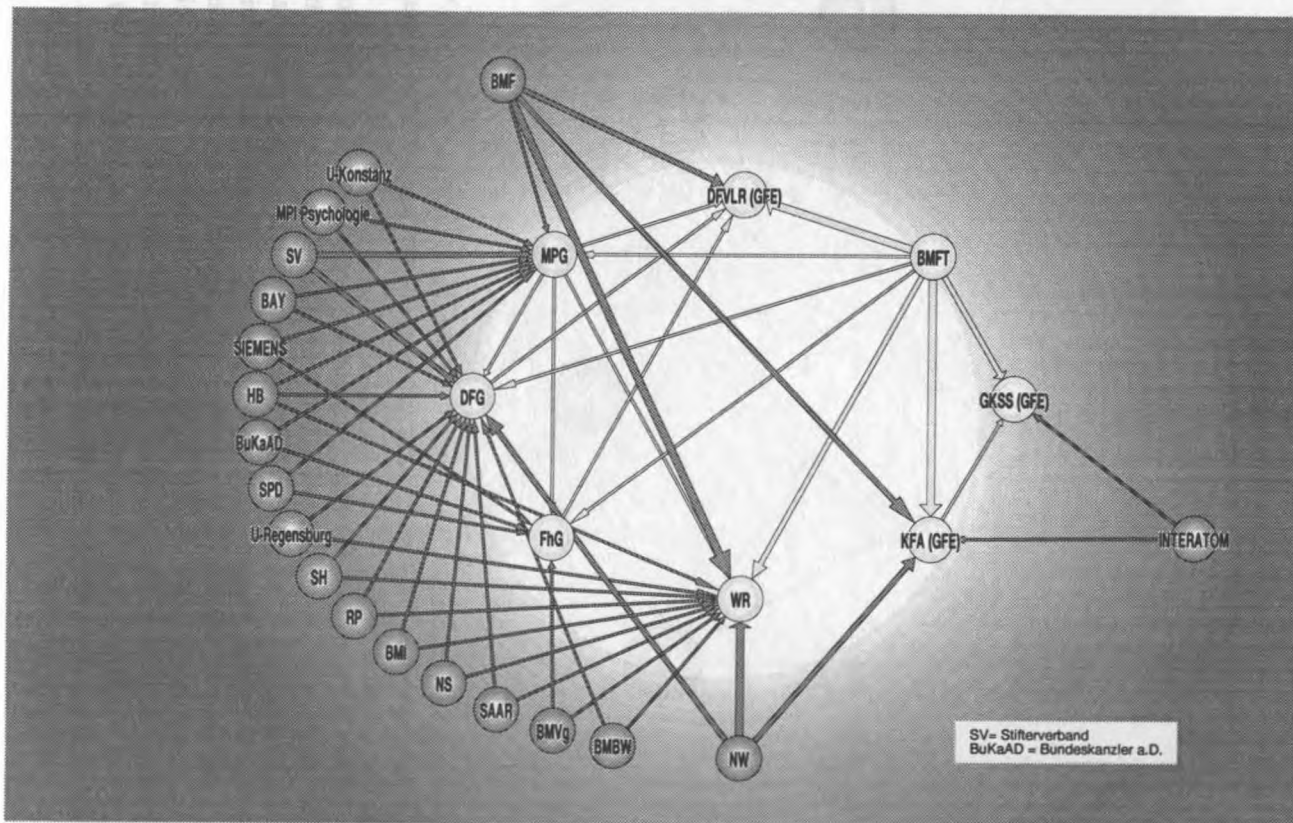 BMF
U-Konstanz
DFVLR (GFE)
MPI Psychologie
SV
MPG
BMFT
BAY
SIEMENS
HB
DFG
GKSS (GFE)
BuKaAD
SPD
U-Regensburg
FhG
KFA (GFE)
INTERATOM
SH
WR
RP
BMI
NS
SAAR
BMVg
BMBW
NW
SV= Stifterverband
BuKaAD = Bundeskanzler a.D.